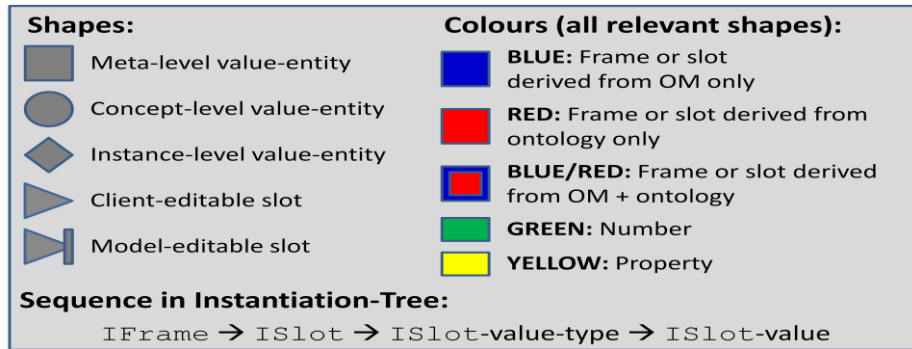 Shapes:
Meta-level value-entity
Concept-level value-entity
Instance-level value-entity
Client-editable slot
Model-editable slot
Colours (all relevant shapes):
BLUE: Frame or slot
derived from OM only
RED: Frame or slot derived from
ontology only
BLUE/RED: Frame or slot derived
from OM + ontology
GREEN: Number
YELLOW: Property
Sequence in Instantiation-Tree:
IFrame → ISlot → ISlot-value-type → ISlot-value